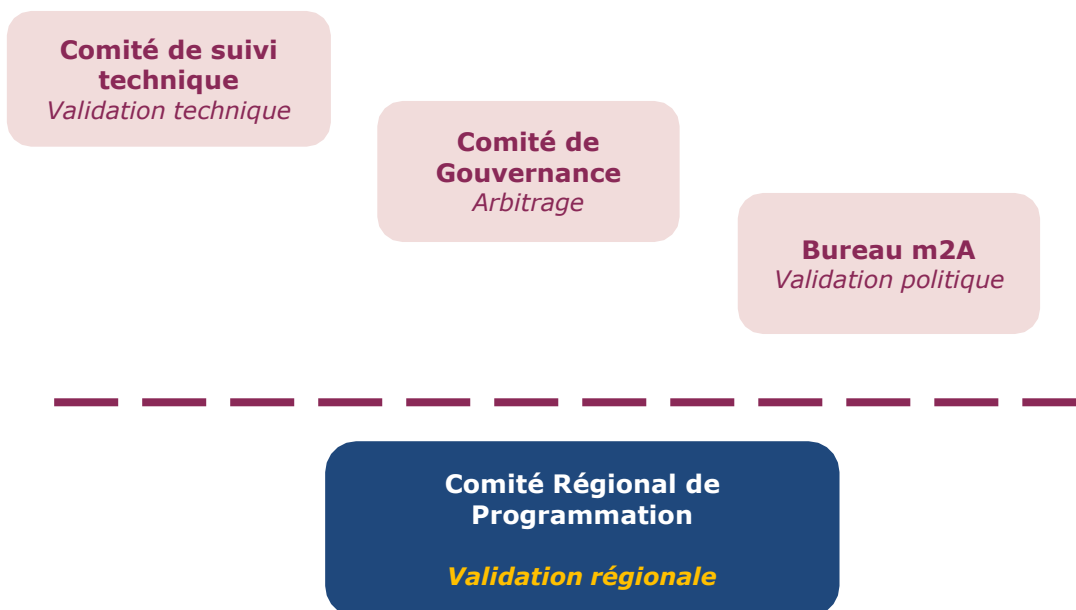 Comité de suivi
technique
Validation technique
Comité de
Gouvernance
Arbitrage
Bureau m2A
Validation politique
Comité Régional de
Programmation
Validation régionale